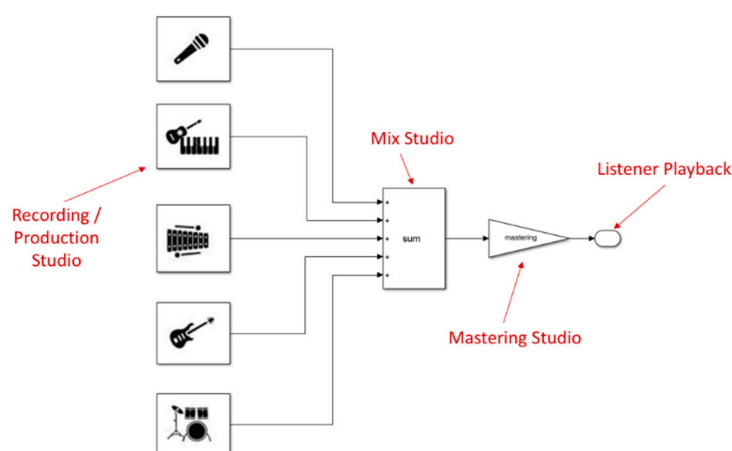 Mix Studio
Listener Playback
Recording /
Production
Studio
+
+
+
+
+
sum
mastering
Mastering Studio